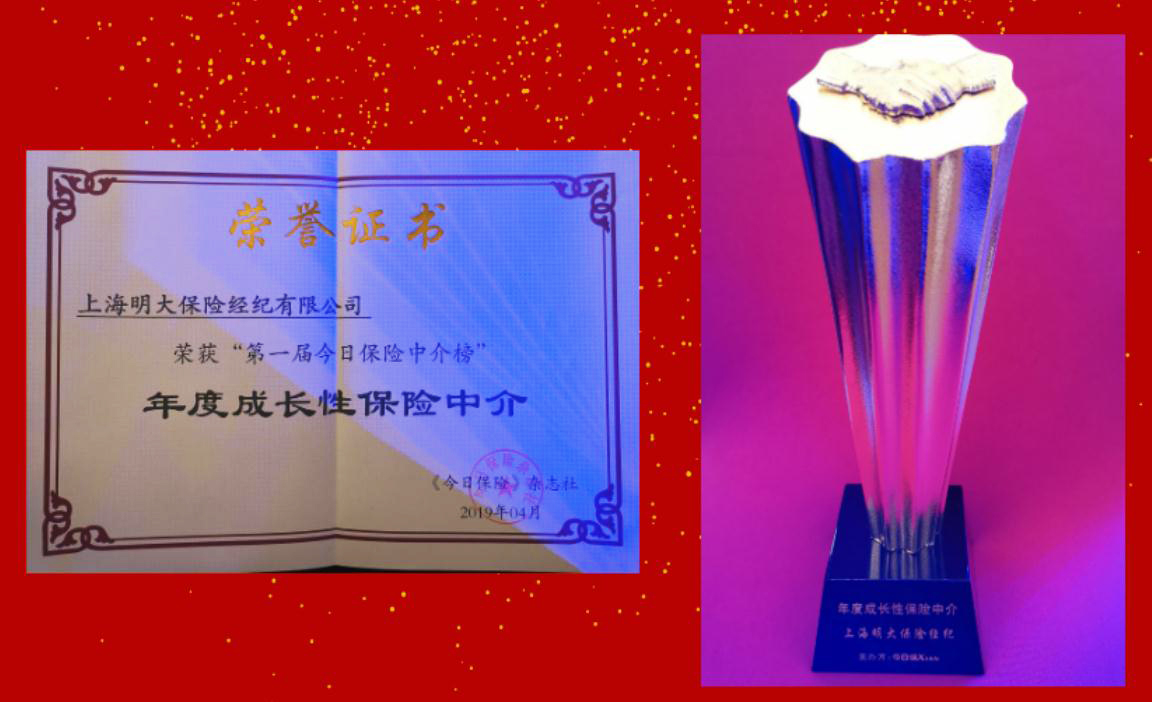 荣誉证书
上海明大保险经纪有限公司
荣获“第一届今日保险中介榜”
年度成长性保险中介
《今日保险》杂志社
2019年04月
年度成长性保险中介
上海明大保险经纪